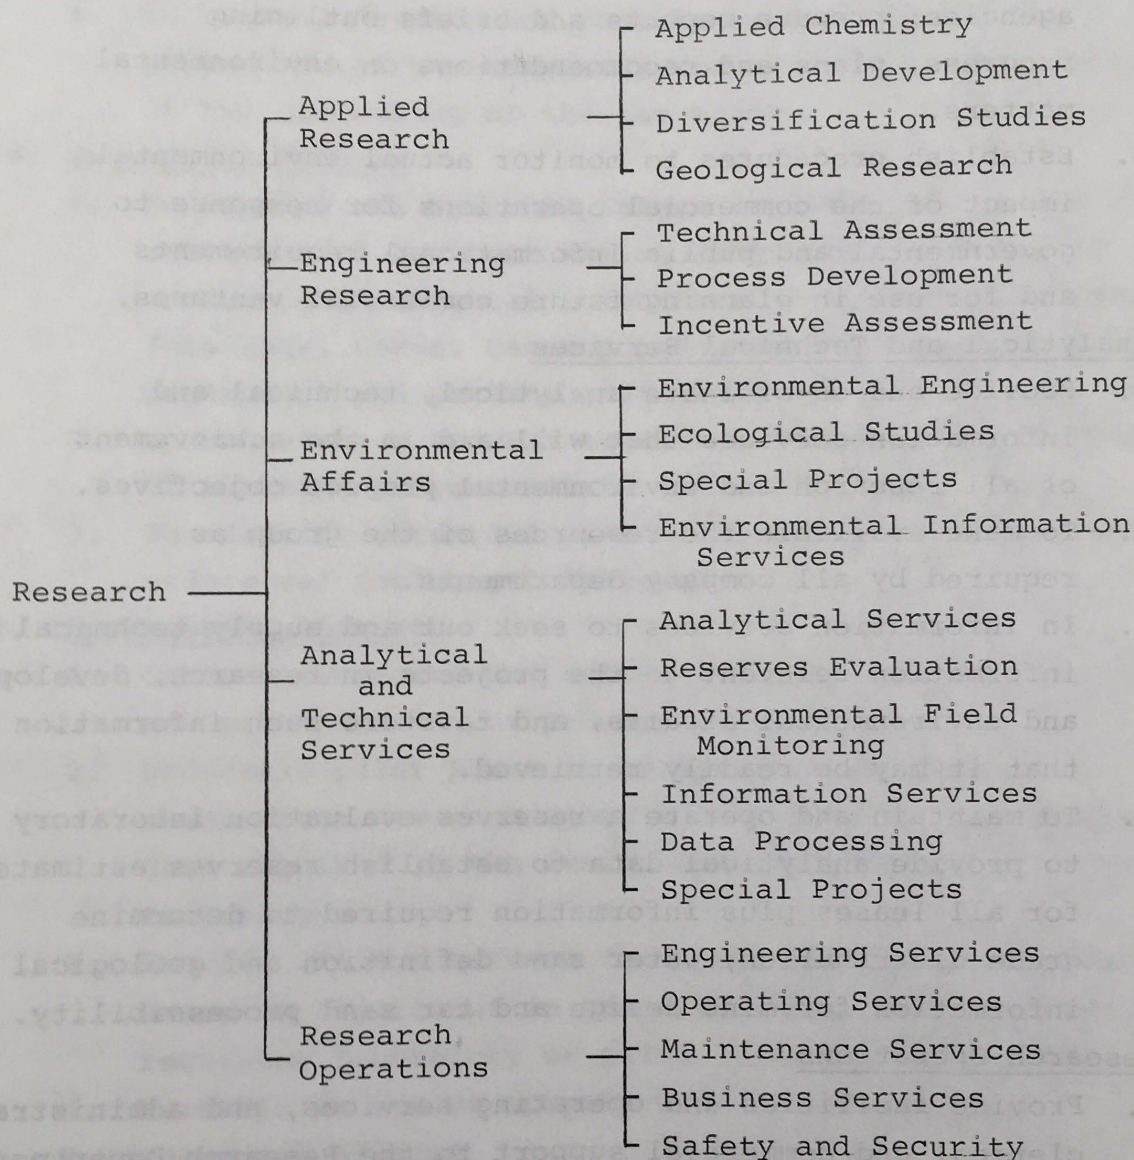 Research
Applied
Research
Applied Chemistry
Analytical Development
Diversification Studies
Geological Research
Engineering
Research
Technical Assessment
Process Development
Incentive Assessment
Environmental
Affairs
Environmental Engineering
Ecological Studies
Special Projects
Environmental Information
Services
Analytical
and
Technical
Services
Analytical Services
Reserves Evaluation
Environmental Field
Monitoring
Information Services
Data Processing
Special Projects
Research
Operations
Engineering Services
Operating Services
Maintenance Services
Business Services
Safety and Security